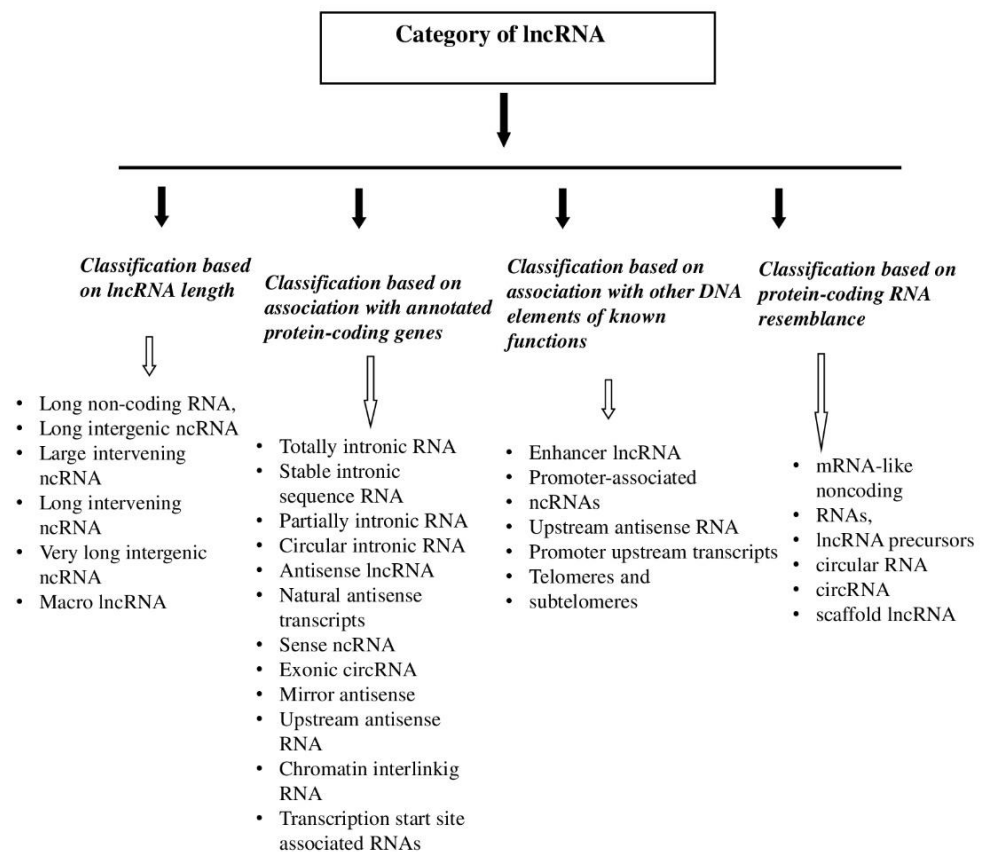 Category of lncRNA
Classification based
on lncRNA length
• Long non-coding RNA,
• Long intergenic ncRNA
• Large intervening
ncRNA
• Long intervening
ncRNA
• Very long intergenic
ncRNA
• Macro lncRNA
Classification based on
association with annotated
protein-coding genes
• Totally intronic RNA
• Stable intronic
sequence RNA
• Partially intronic RNA
• Circular intronic RNA
• Antisense lncRNA
• Natural antisense
transcripts
• Sense ncRNA
• Exonic circRNA
• Mirror antisense
• Upstream antisense
RNA
• Chromatin interlinkig
RNA
• Transcription start site
associated RNAs
Classification based on
association with other DNA
elements of known
functions
• Enhancer lncRNA
• Promoter-associated
• ncRNAs
• Upstream antisense RNA
• Promoter upstream transcripts
• Telomeres and
• subtelomeres
Classification based on
protein-coding RNA
resemblance
• mRNA-like
noncoding
• RNAs,
• lncRNA precursors
• circular RNA
• circRNA
• scaffold lncRNA